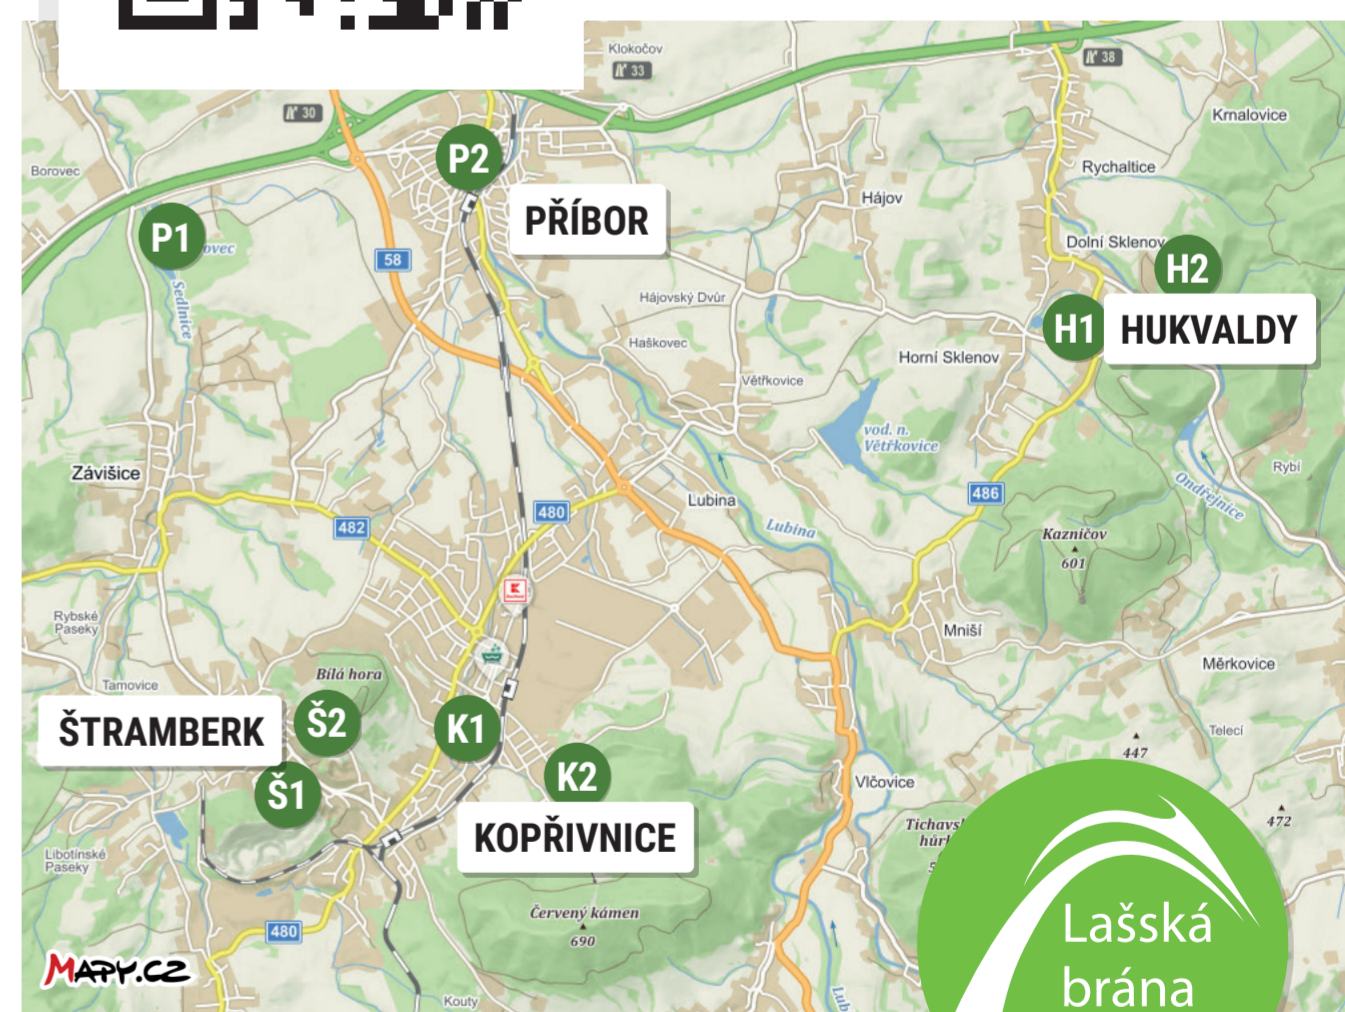 Klokočov
33
38
30
Krnalovice
Borovec
P2
Rychaltice
Hájov
PŘÍBOR
P1
Dolní Sklenov
58
H2
Sedlnice
Hájovský Dvůr
H1
HUKVALDY
Haškovec
Horní Sklenov
Větřkovice
vod. n.
Větřkovice
Závišice
Rybí
486
Ondřejnice
Lubina
480
482
Lubina
Kazničov
601
Rybské
Paseky
Mniší
Měrkovice
Bílá hora
Tamovice
ŠTRAMBERK
Š2
K1
Telecí
447
K2
Vlčovice
Š1
472
KOPŘIVNICE
Libotínské
Paseky
Červený kámen
690
Lašská
brána
480
MAPY.CZ
Kouty